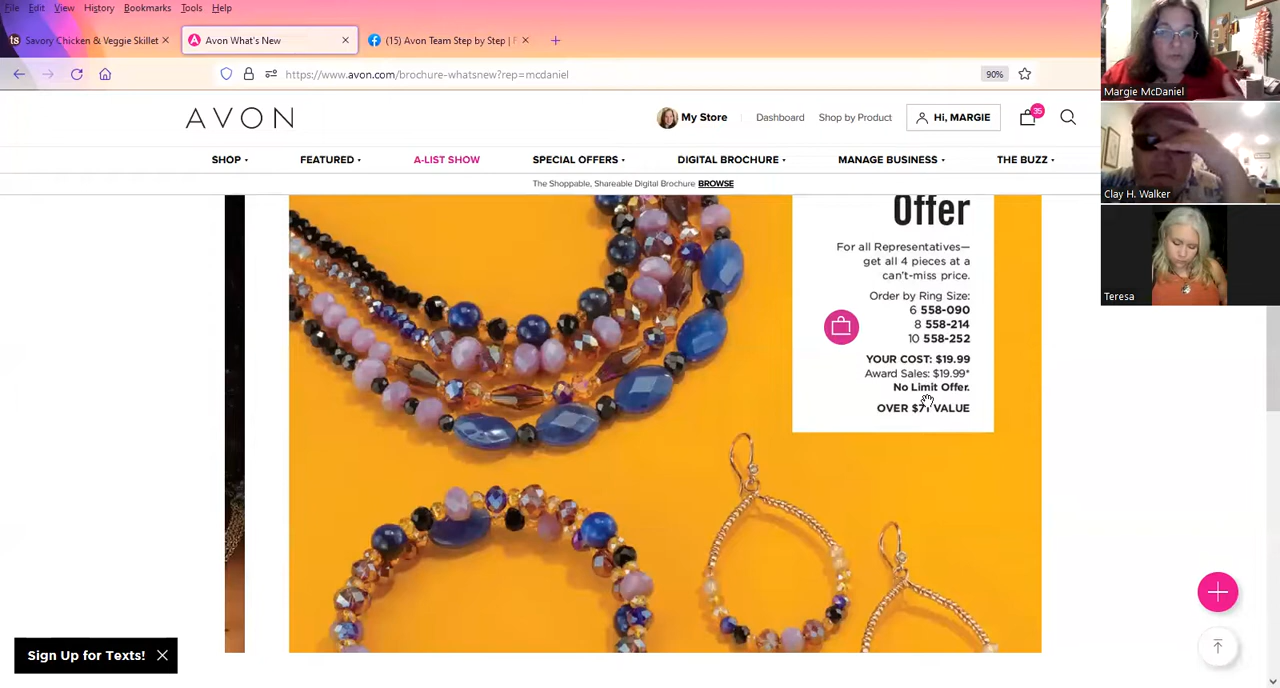 File Edit View History Bookmarks Tools Help
ts Savory Chicken & Veggie Skillet
Avon What's New
(15) Avon Team Step by Step | F
https://www.avon.com/brochure-whatsnew?rep=mcdaniel
90%
AVON
My Store
Dashboard
Shop by Product
Hi, MARGIE
35
SHOP
FEATURED
A-LIST SHOW
SPECIAL OFFERS
DIGITAL BROCHURE
MANAGE BUSINESS
THE BUZZ
The Shoppable, Shareable Digital Brochure BROWSE
Offer
For all Representatives—
get all 4 pieces at a
can't-miss price.
Order by Ring Size:
6 558-090
8 558-214
10 558-252
YOUR COST: $19.99
Award Sales: $19.99*
No Limit Offer.
OVER $71 VALUE
Sign Up for Texts!
Margie McDaniel
Clay H. Walker
Teresa